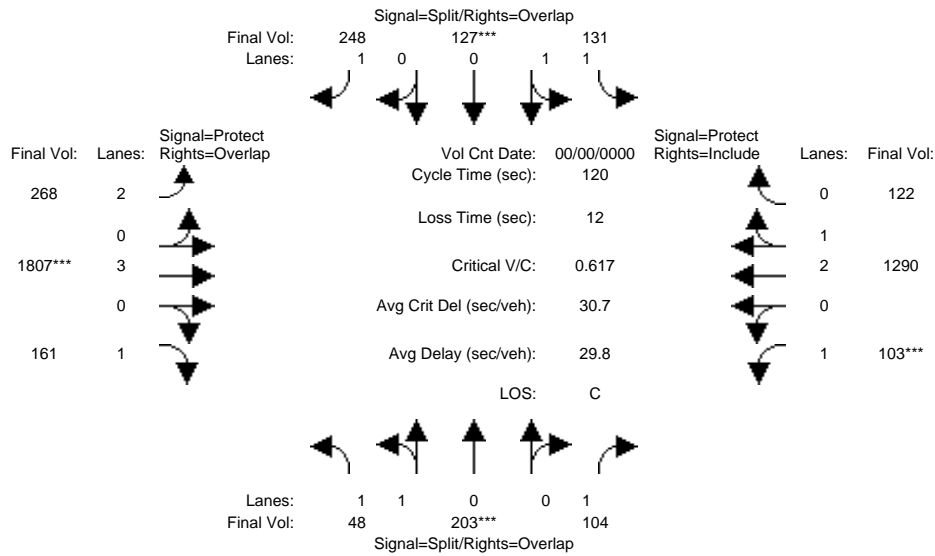 Signal=Split/Rights=Overlap
Final Vol: 248 127*** 131
Lanes: 1 0 0 1 1
Signal=Protect Signal=Protect
Final Vol: Lanes: Rights=Overlap Vol Cnt Date: 00/00/0000 Rights=Include Lanes: Final Vol:
Cycle Time (sec): 120
268 2 0 122
Loss Time (sec): 12
0 1
1807*** 3 Critical V/C: 0.617 2 1290
0 Avg Crit Del (sec/veh): 30.7 0
161 1 Avg Delay (sec/veh): 29.8 1 103***
LOS: C
Lanes: 1 1 0 0 1
Final Vol: 48 203*** 104
Signal=Split/Rights=Overlap